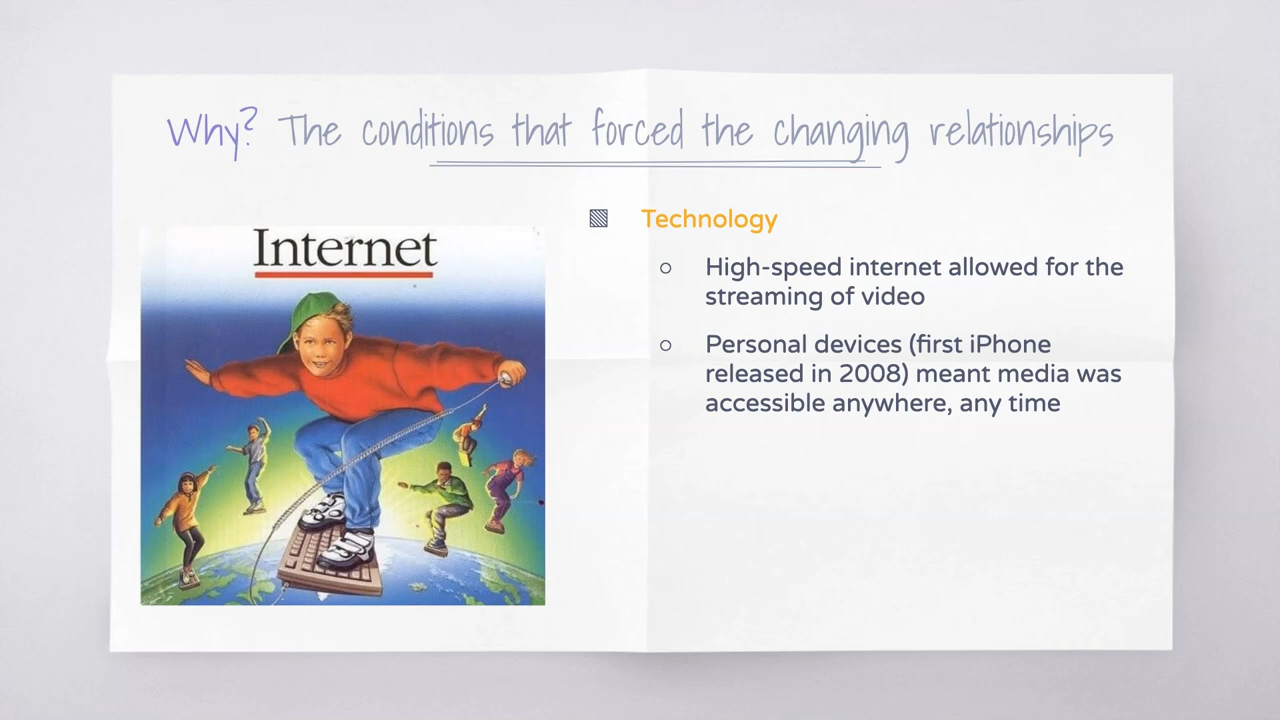 Why? The conditions that forced the changing relationships
Internet
Technology
High-speed internet allowed for the
streaming of video
Personal devices (first iPhone
released in 2008) meant media was
accessible anywhere, any time